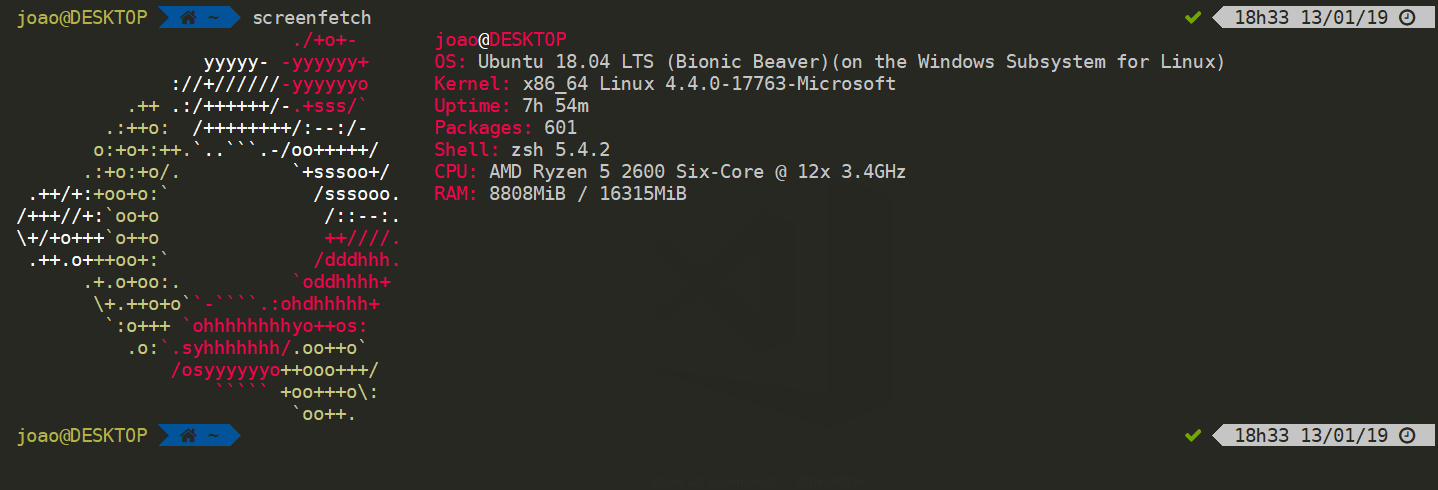 joao@DESKTOP ~ screenfetch 18h33 13/01/19
./+o+- joao@DESKTOP
yyyyy- -yyyyyy+ OS: Ubuntu 18.04 LTS (Bionic Beaver)(on the Windows Subsystem for Linux)
://+//////-yyyyyyo Kernel: x86_64 Linux 4.4.0-17763-Microsoft
.++ .:/++++++/-.+sss/` Uptime: 7h 54m
.:++o: /++++++++/:--:/- Packages: 601
o:+o+:++.`..```.-/oo+++++/ Shell: zsh 5.4.2
.:+o:+o/. `+sssoo+/ CPU: AMD Ryzen 5 2600 Six-Core @ 12x 3.4GHz
.++/+:+oo+o:` /sssooo. RAM: 8808MiB / 16315MiB
/+++//+:`oo+o /::--:.
\+/+o+++`o++o ++////.
.++.o+++oo+:` /dddhhh.
.+.o+oo:. `oddhhhh+
\+.++o+o``-````.:ohdhhhhh+
`:o+++ `ohhhhhhhhyo++os:
.o:`.syhhhhhhh/.oo++o`
/osyyyyyyo++ooo+++/
````` +oo+++o\:
`oo++.
joao@DESKTOP ~ 18h33 13/01/19